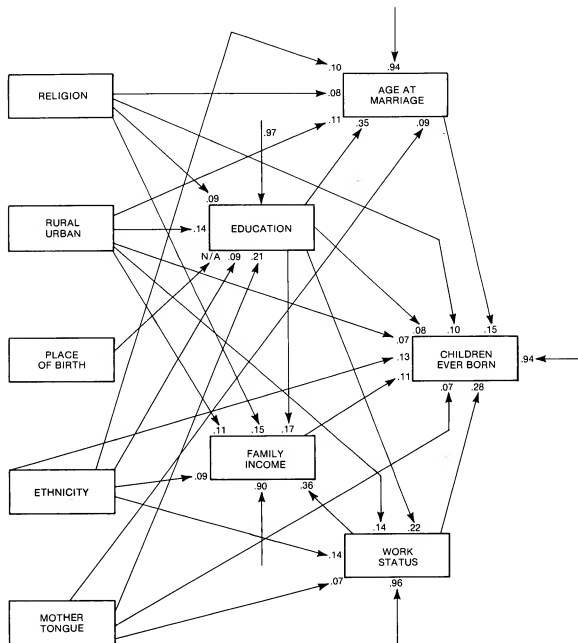 .10
.94
RELIGION
.08
AGE AT
MARRIAGE
.11
.35
.09
.97
.09
RURAL
URBAN
.14
EDUCATION
N/A
.09
.21
.08
.10
.15
.07
PLACE
OF BIRTH
.13
CHILDREN
EVER BORN
.94
.11
.07
.28
.11
.15
.17
FAMILY
INCOME
ETHNICITY
.09
.90
.36
.14
.22
.14
WORK
STATUS
.07
.96
MOTHER
TONGUE